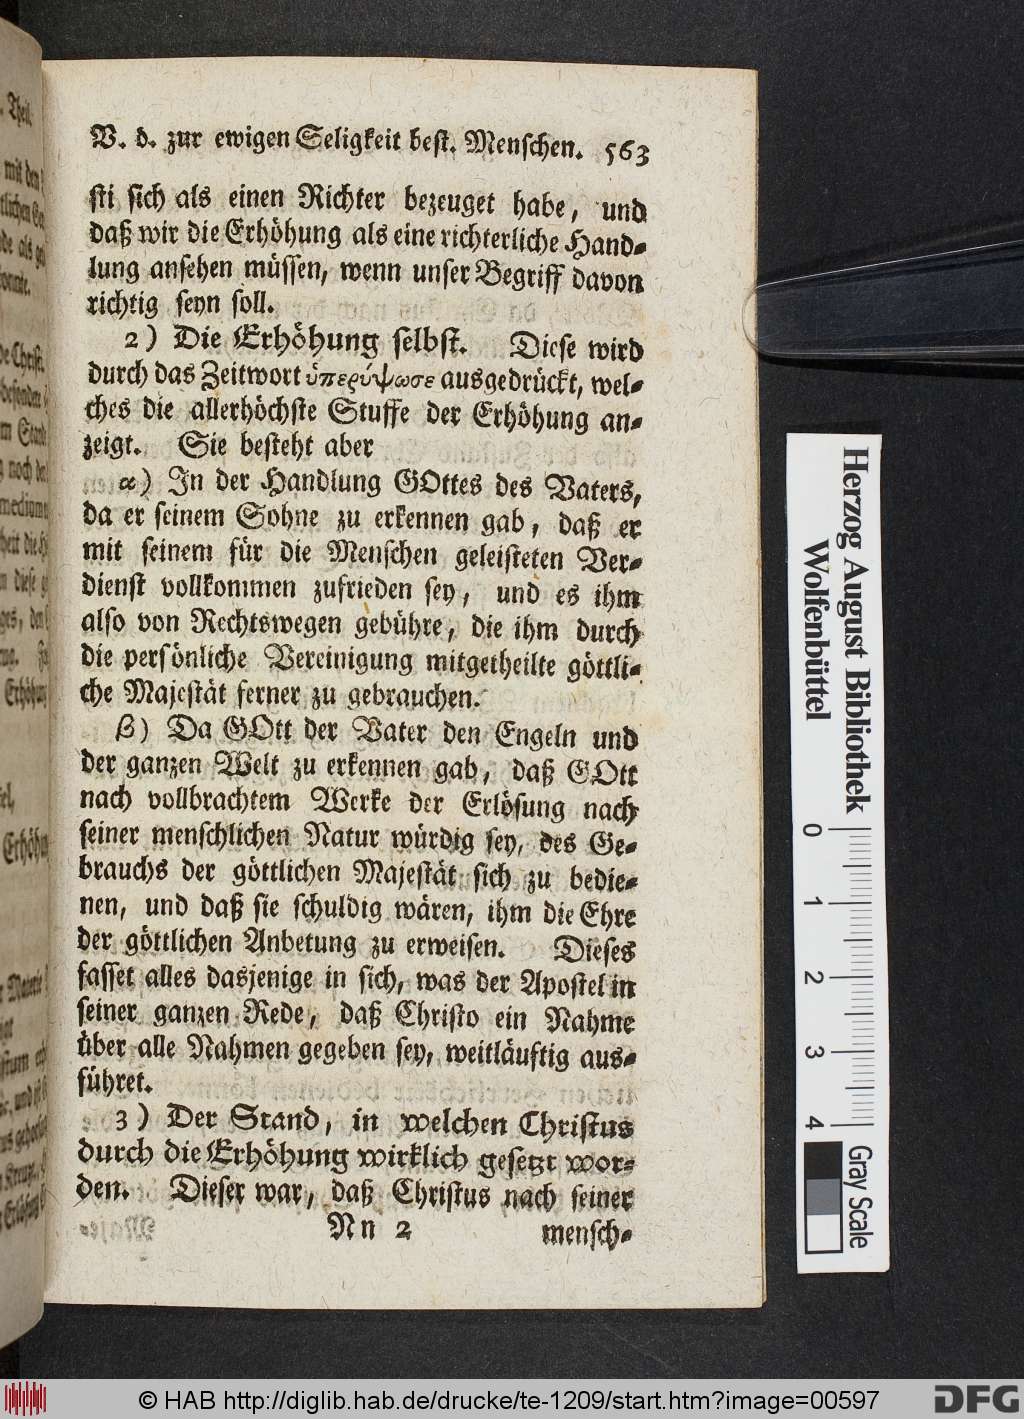 V. d. zur ewigen Seligkeit best. Menschen. 563
sti sich als einen Richter bezeuget habe, und
daß wir die Erhöhung als eine richterliche Hand-
lung ansehen müssen, wenn unser Begriff davon
richtig seyn soll.
2) Die Erhöhung selbst. Diese wird
durch das Zeitwort ὑπερύψωσε ausgedrückt, wel-
ches die allerhöchste Stuffe der Erhöhung an-
zeigt. Sie besteht aber
α) In der Handlung GOttes des Vaters,
da er seinem Sohne zu erkennen gab, daß er
mit seinem für die Menschen geleisteten Ver-
dienst vollkommen zufrieden sey, und es ihm
also von Rechtswegen gebühre, die ihm durch
die persönliche Vereinigung mitgetheilte göttli-
che Majestät ferner zu gebrauchen.
β) Da GOtt der Vater den Engeln und
der ganzen Welt zu erkennen gab, daß GOtt
nach vollbrachtem Werke der Erlösung nach
seiner menschlichen Natur würdig sey, des Ge-
brauchs der göttlichen Majestät sich zu bedie-
nen, und daß sie schuldig wären, ihm die Ehre
der göttlichen Anbetung zu erweisen. Dieses
fasset alles dasjenige in sich, was der Apostel in
seiner ganzen Rede, daß Christo ein Nahme
über alle Nahmen gegeben sey, weitläuftig aus-
führet.
3) Der Stand, in welchen Christus
durch die Erhöhung wirklich gesetzt wor-
den. Dieser war, daß Christus nach seiner
Nn 2 mensch-
Herzog August Bibliothek
Wolfenbüttel
0 1 2 3 4
Gray Scale
© HAB http://diglib.hab.de/drucke/te-1209/start.htm?image=00597
DFG